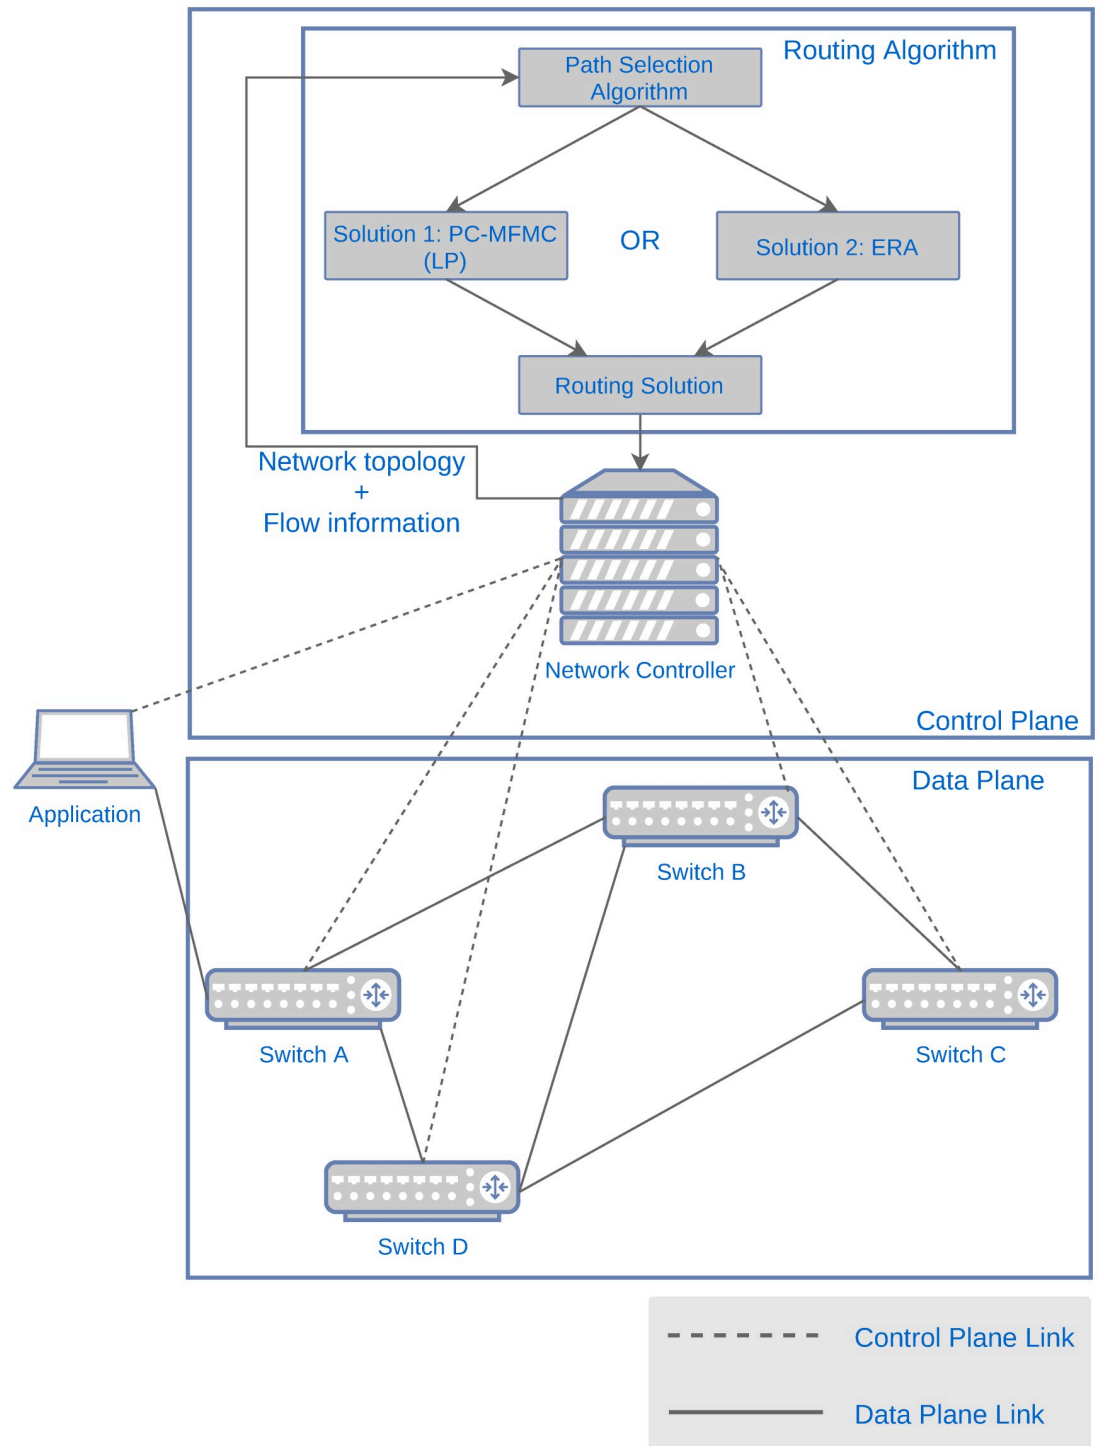 Routing Algorithm
Path Selection
Algorithm
Solution 1: PC-MFMC
(LP)
OR
Solution 2: ERA
Routing Solution
Network topology
+
Flow information
Network Controller
Control Plane
Data Plane
Application
Switch B
Switch A
Switch C
Switch D
Control Plane Link
Data Plane Link